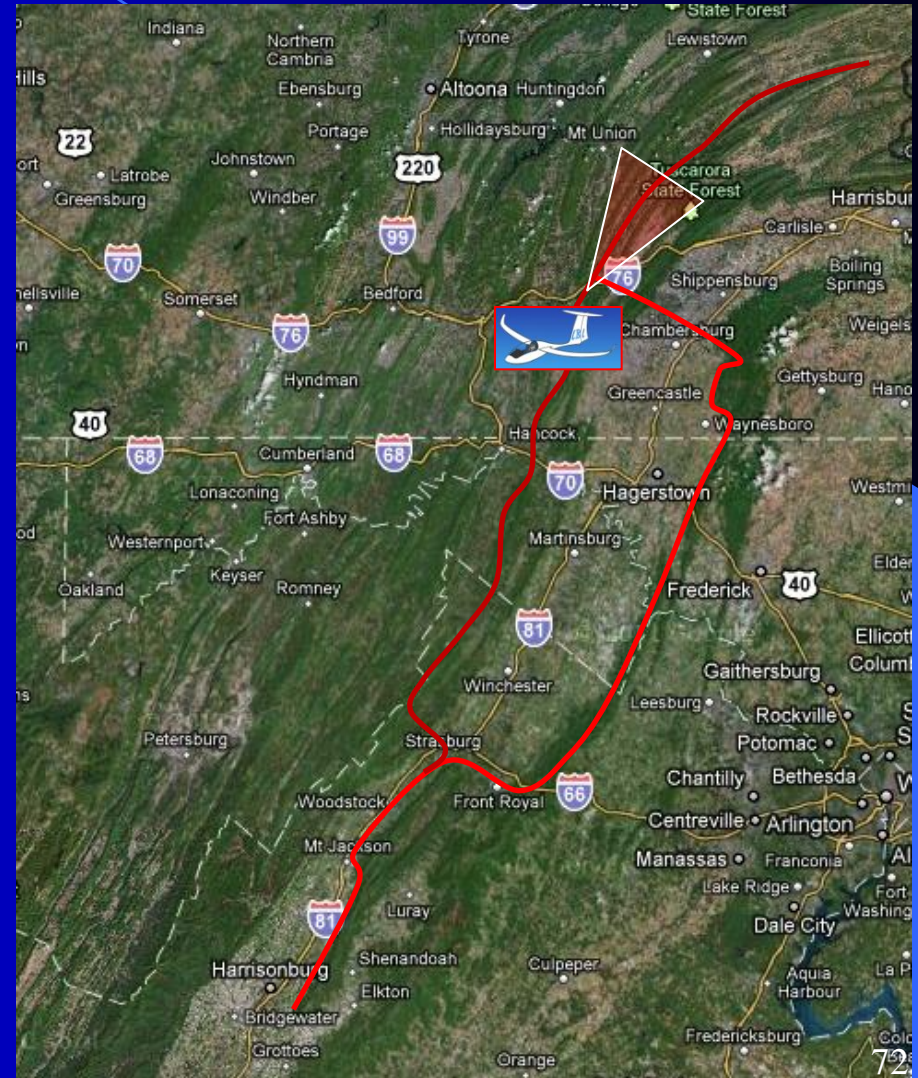 State Forest
Indiana
Northern
Cambria
Tyrone
Lewistown
Ebensburg
Altoona
Huntingdon
22
Portage
Hollidaysburg
Mt Union
220
Johnstown
Latrobe
Greensburg
Windber
Tuscarora
State Forest
Carlisle
99
70
Somerset
Bedford
76
Shippensburg
Boiling
Springs
76
Chambersburg
Hyndman
Greencastle
Gettysburg
40
Waynesboro
68
Cumberland
68
Hancock
70
Hagerstown
Lonaconing
Fort Ashby
Westernport
Martinsburg
Keyser
Oakland
Romney
Frederick
40
81
Winchester
Gaithersburg
Leesburg
Rockville
Petersburg
Strasburg
Potomac
Chantilly
Bethesda
Woodstock
Front Royal
66
Centreville
Arlington
Mt Jackson
Manassas
Franconia
Lake Ridge
Fort
Washing
81
Luray
Dale City
Shenandoah
Harrisonburg
Culpeper
Elkton
Aquia
Harbour
Bridgewater
Grottoes
Fredericksburg
Orange
72